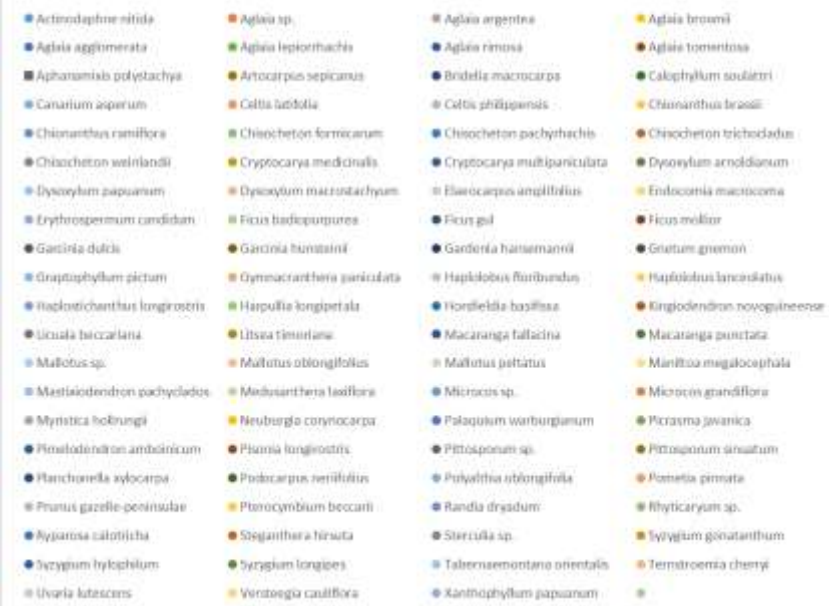 Actinodaphne nitida Aglaia sp. Aglaia argentea Aglaia brownii
Aglaia agglomerata Aglaia lepiorrhachis Aglaia rimosa Aglaia tomentosa
Aphanamixis polystachya Artocarpus sepicanus Bridelia macrocarpa Calophyllum soulattri
Canarium asperum Celtis latifolia Celtis philippensis Chionanthus brassii
Chionanthus ramiflora Chisocheton formicarum Chisocheton pachyrhachis Chisocheton trichocladus
Chisocheton weinlandii Cryptocarya medicinalis Cryptocarya multipaniculata Dysoxylum arnoldianum
Dysoxylum papuanum Dysoxylum macrostachyum Elaeocarpus amplifolius Endocomia macrocoma
Erythrospermum candidum Ficus badiopurpurea Ficus gul Ficus mollior
Garcinia dulcis Garcinia hunsteinii Gardenia hansemannii Gnetum gnemon
Graptophyllum pictum Gymnacranthera paniculata Haplolobus floribundus Haplolobus lanceolatus
Haplostichanthus longirostris Harpullia longipetala Horsfieldia basifissa Kingiodendron novoguineense
Licuala beccariana Litsea timoriana Macaranga fallacina Macaranga punctata
Mallotus sp. Mallotus oblongifolius Mallotus peltatus Maniltoa megalocephala
Mastixiodendron pachyclados Medusanthera laxiflora Microcos sp. Microcos grandiflora
Myristica hollrungii Neuburgia corynocarpa Palaquium warburgianum Picrasma javanica
Pimelodendron amboinicum Pisonia longirostris Pittosporum sp. Pittosporum sinuatum
Planchonella xylocarpa Podocarpus neriifolius Polyalthia oblongifolia Pometia pinnata
Prunus gazelle-peninsulae Pterocymbium beccarii Randia dryadum Rhyticaryum sp.
Ryparosa calotricha Steganthera hirsuta Sterculia sp. Syzygium gonatanthum
Syzygium hylophilum Syzygium longipes Tabernaemontana orientalis Ternstroemia cherryi
Uvaria lutescens Versteegia cauliflora Xanthophyllum papuanum